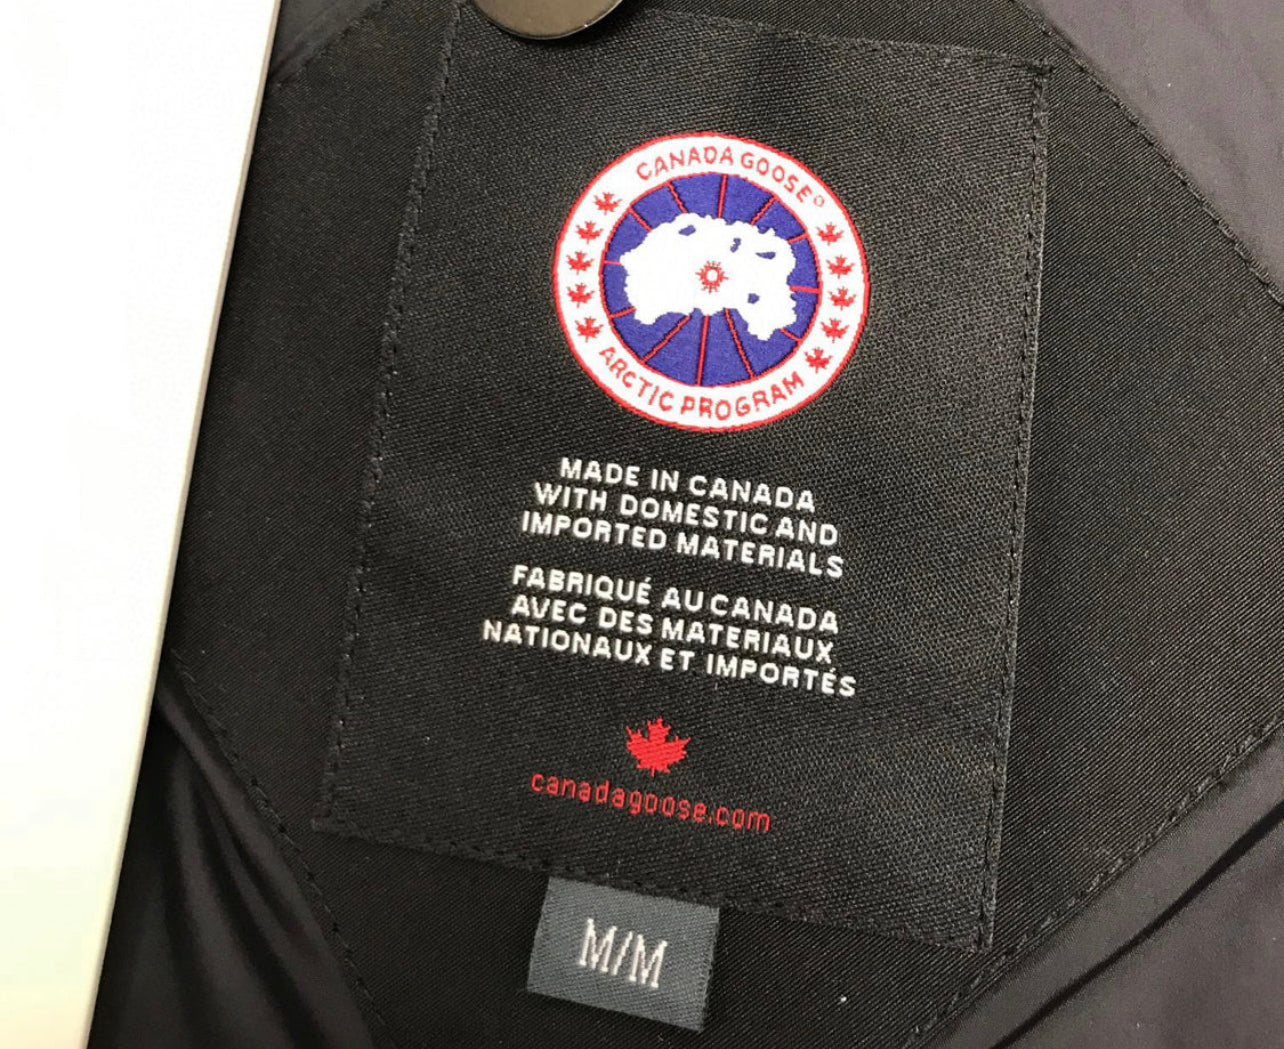 CANADA GOOSE®
ARCTIC PROGRAM
MADE IN CANADA
WITH DOMESTIC AND
IMPORTED MATERIALS
FABRIQUÉ AU CANADA
AVEC DES MATERIAUX
NATIONAUX ET IMPORTÉS
canadagoose.com
M/M